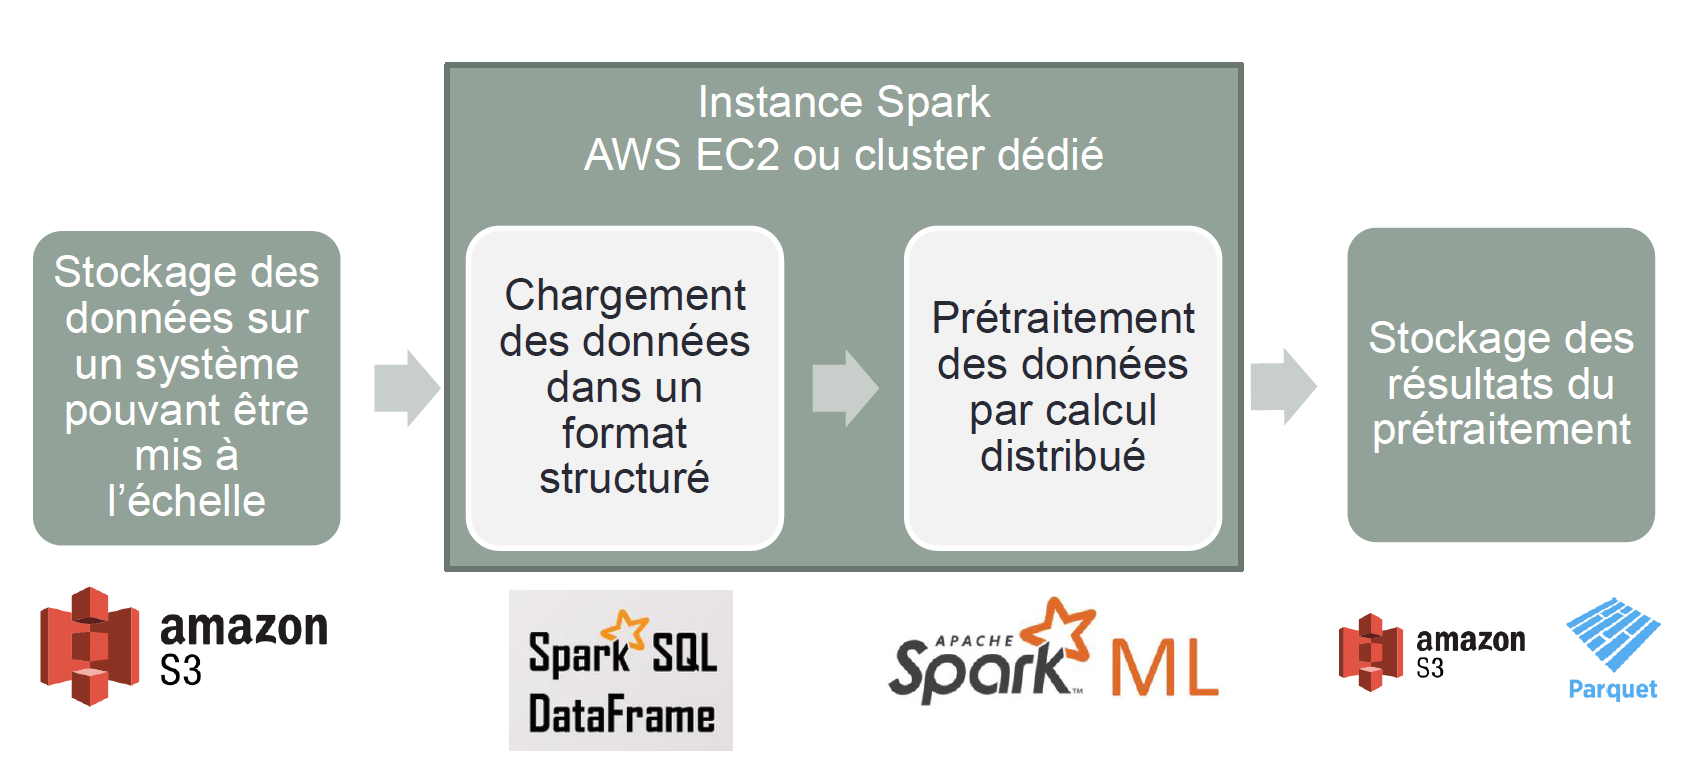 Instance Spark
AWS EC2 ou cluster dédié
Stockage des
données sur
un système
pouvant être
mis à
l’échelle
Chargement
des données
dans un
format
structuré
Prétraitement
des données
par calcul
distribué
Stockage des
résultats du
prétraitement
amazon
S3
Spark SQL
DataFrame
APACHE
Spark ML
TM
amazon
S3
Parquet